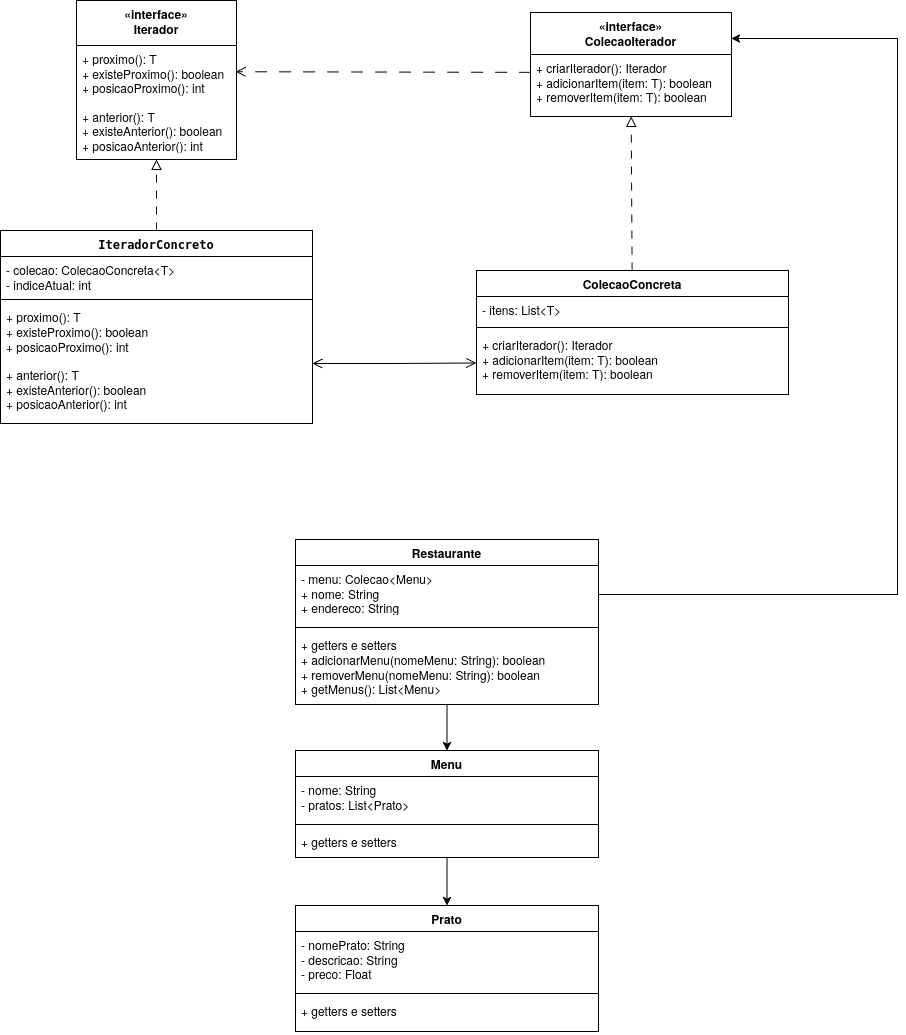 «interface»
Iterador
+ proximo(): T
+ existeProximo(): boolean
+ posicaoProximo(): int
+ anterior(): T
+ existeAnterior(): boolean
+ posicaoAnterior(): int
«interface»
ColecaoIterador
+ criarIterador(): Iterador
+ adicionarItem(item: T): boolean
+ removerItem(item: T): boolean
IteradorConcreto
- colecao: ColecaoConcreta<T>
- indiceAtual: int
+ proximo(): T
+ existeProximo(): boolean
+ posicaoProximo(): int
+ anterior(): T
+ existeAnterior(): boolean
+ posicaoAnterior(): int
ColecaoConcreta
- itens: List<T>
+ criarIterador(): Iterador
+ adicionarItem(item: T): boolean
+ removerItem(item: T): boolean
Restaurante
- menu: Colecao<Menu>
+ nome: String
+ endereco: String
+ getters e setters
+ adicionarMenu(nomeMenu: String): boolean
+ removerMenu(nomeMenu: String): boolean
+ getMenus(): List<Menu>
Menu
- nome: String
- pratos: List<Prato>
+ getters e setters
Prato
- nomePrato: String
- descricao: String
- preco: Float
+ getters e setters